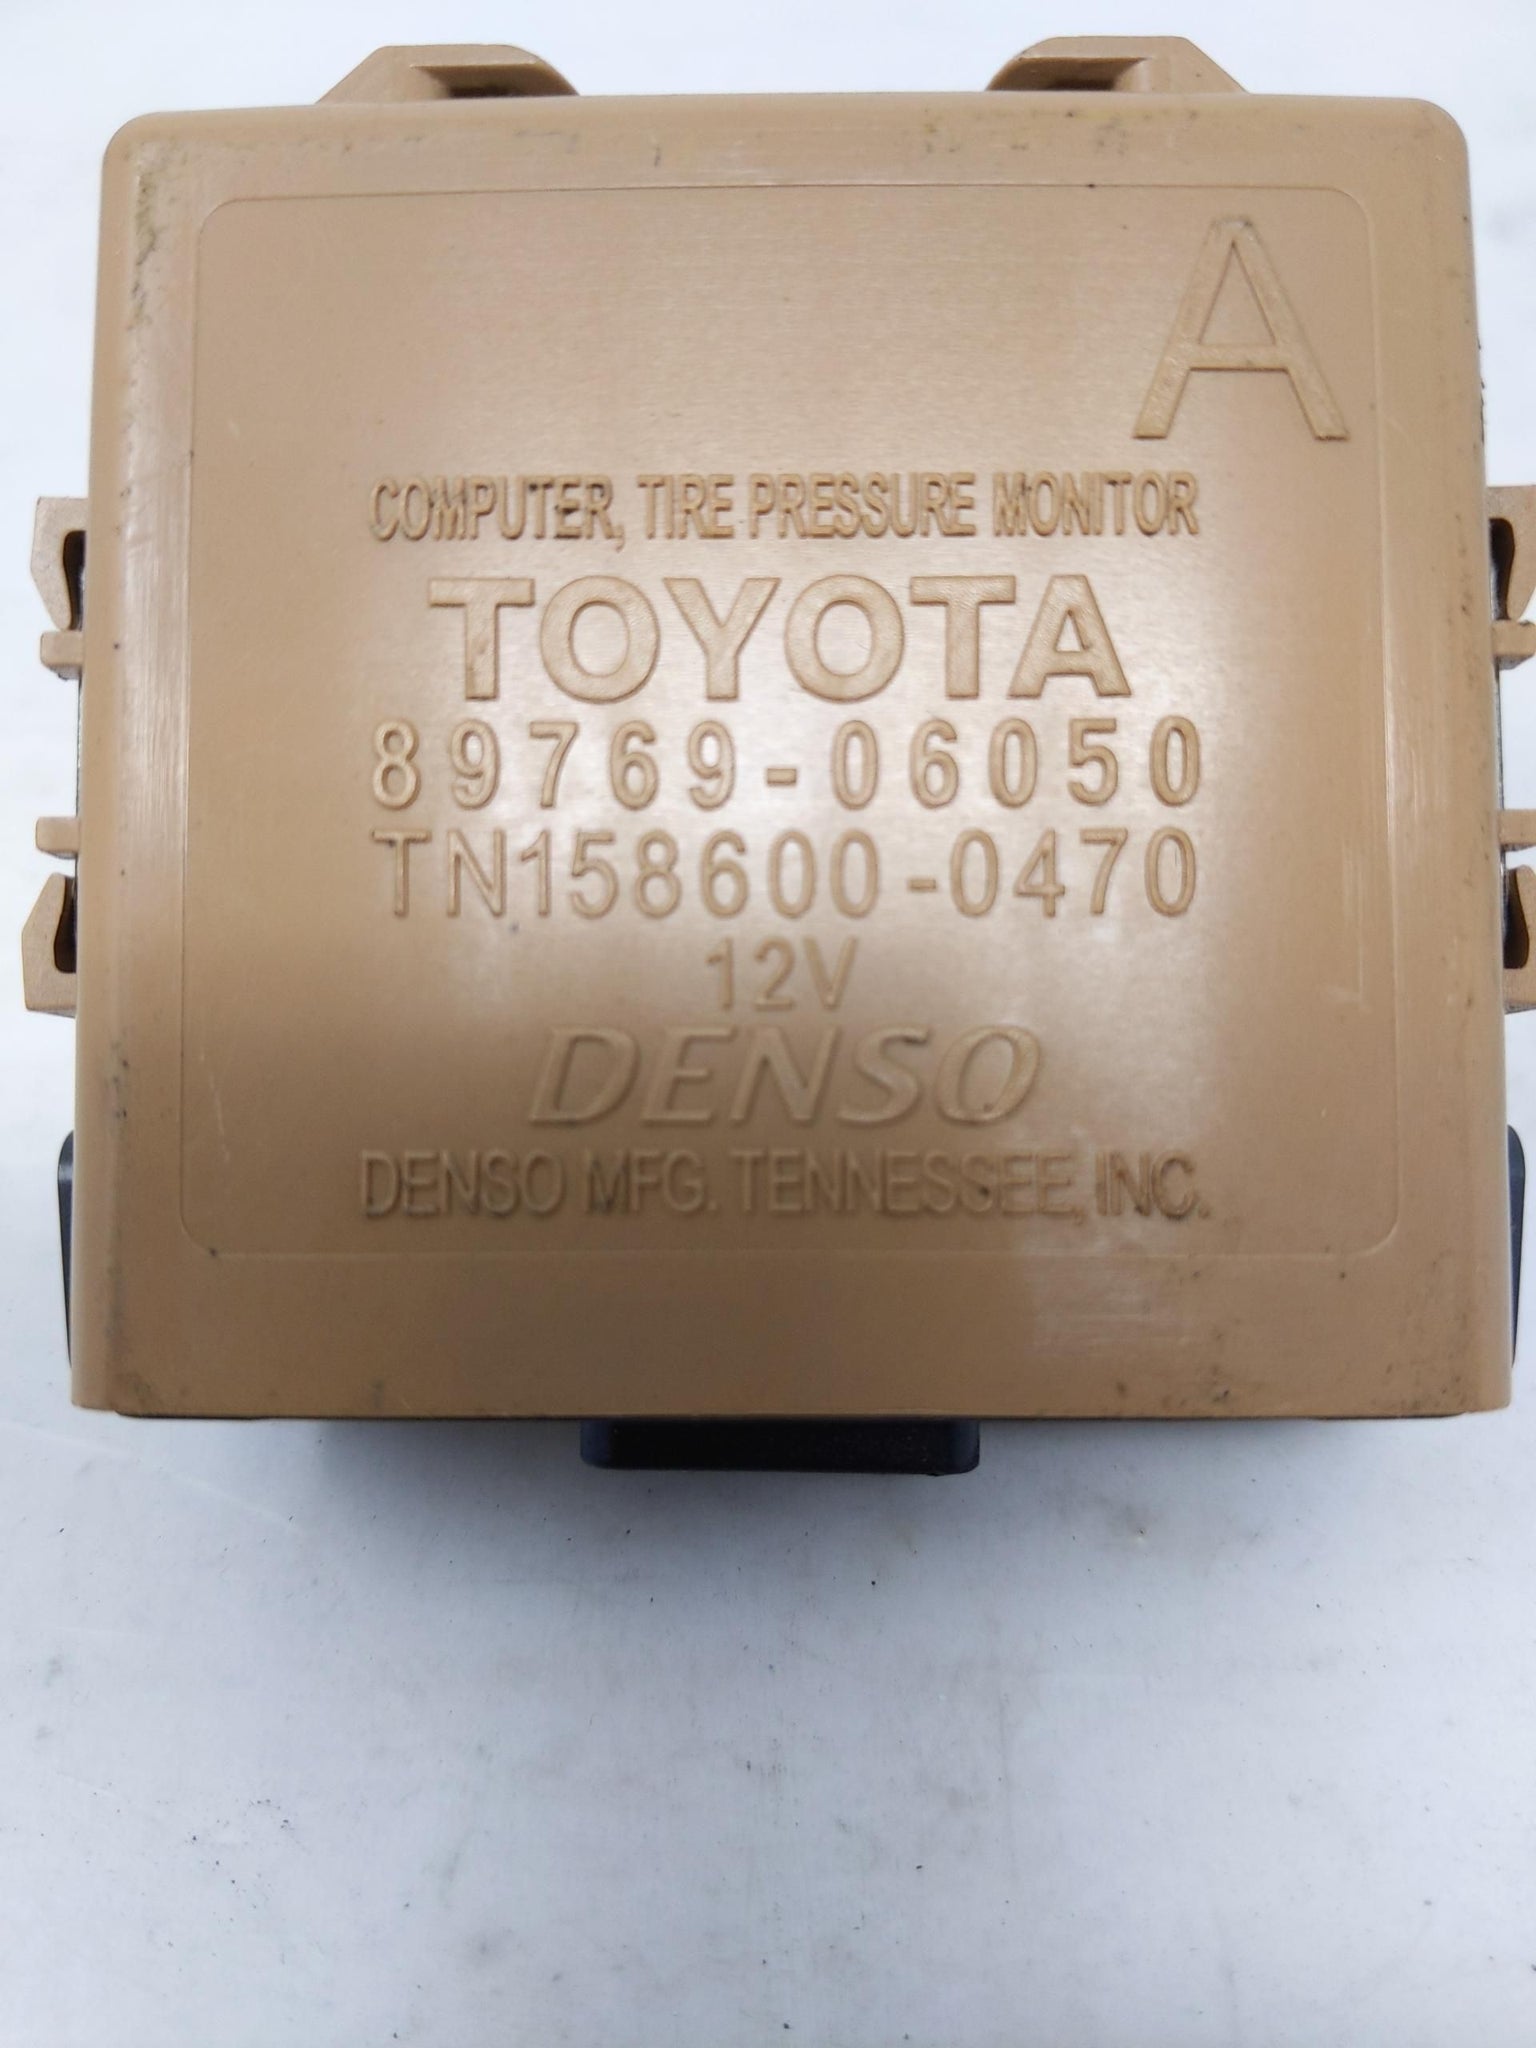 A
COMPUTER, TIRE PRESSURE MONITOR
TOYOTA
89769-06050
TN158600-0470
12V
DENSO
DENSO MFG. TENNESSEE, INC.